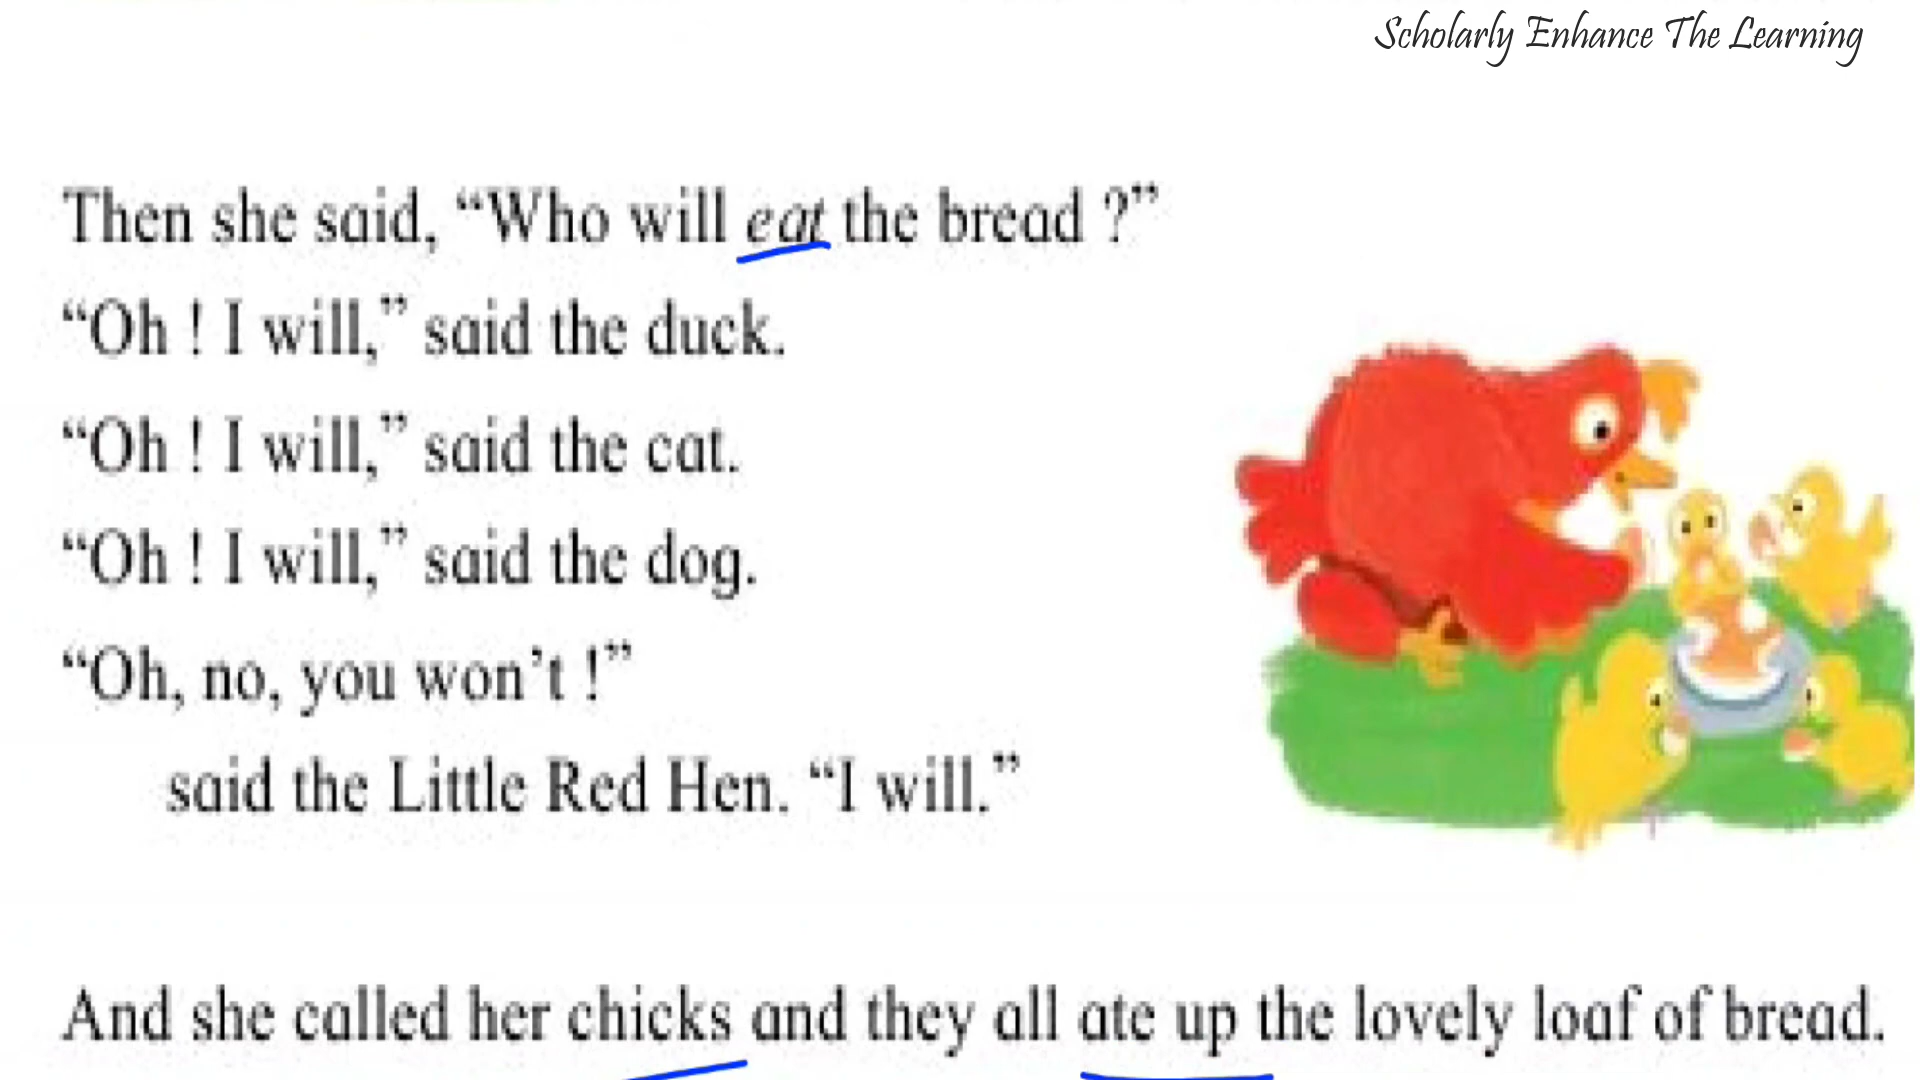 Scholarly Enhance The Learning
Then she said, “Who will eat the bread ?”
“Oh ! I will,” said the duck.
“Oh ! I will,” said the cat.
“Oh ! I will,” said the dog.
“Oh, no, you won’t !”
said the Little Red Hen. “I will.”
And she called her chicks and they all ate up the lovely loaf of bread.